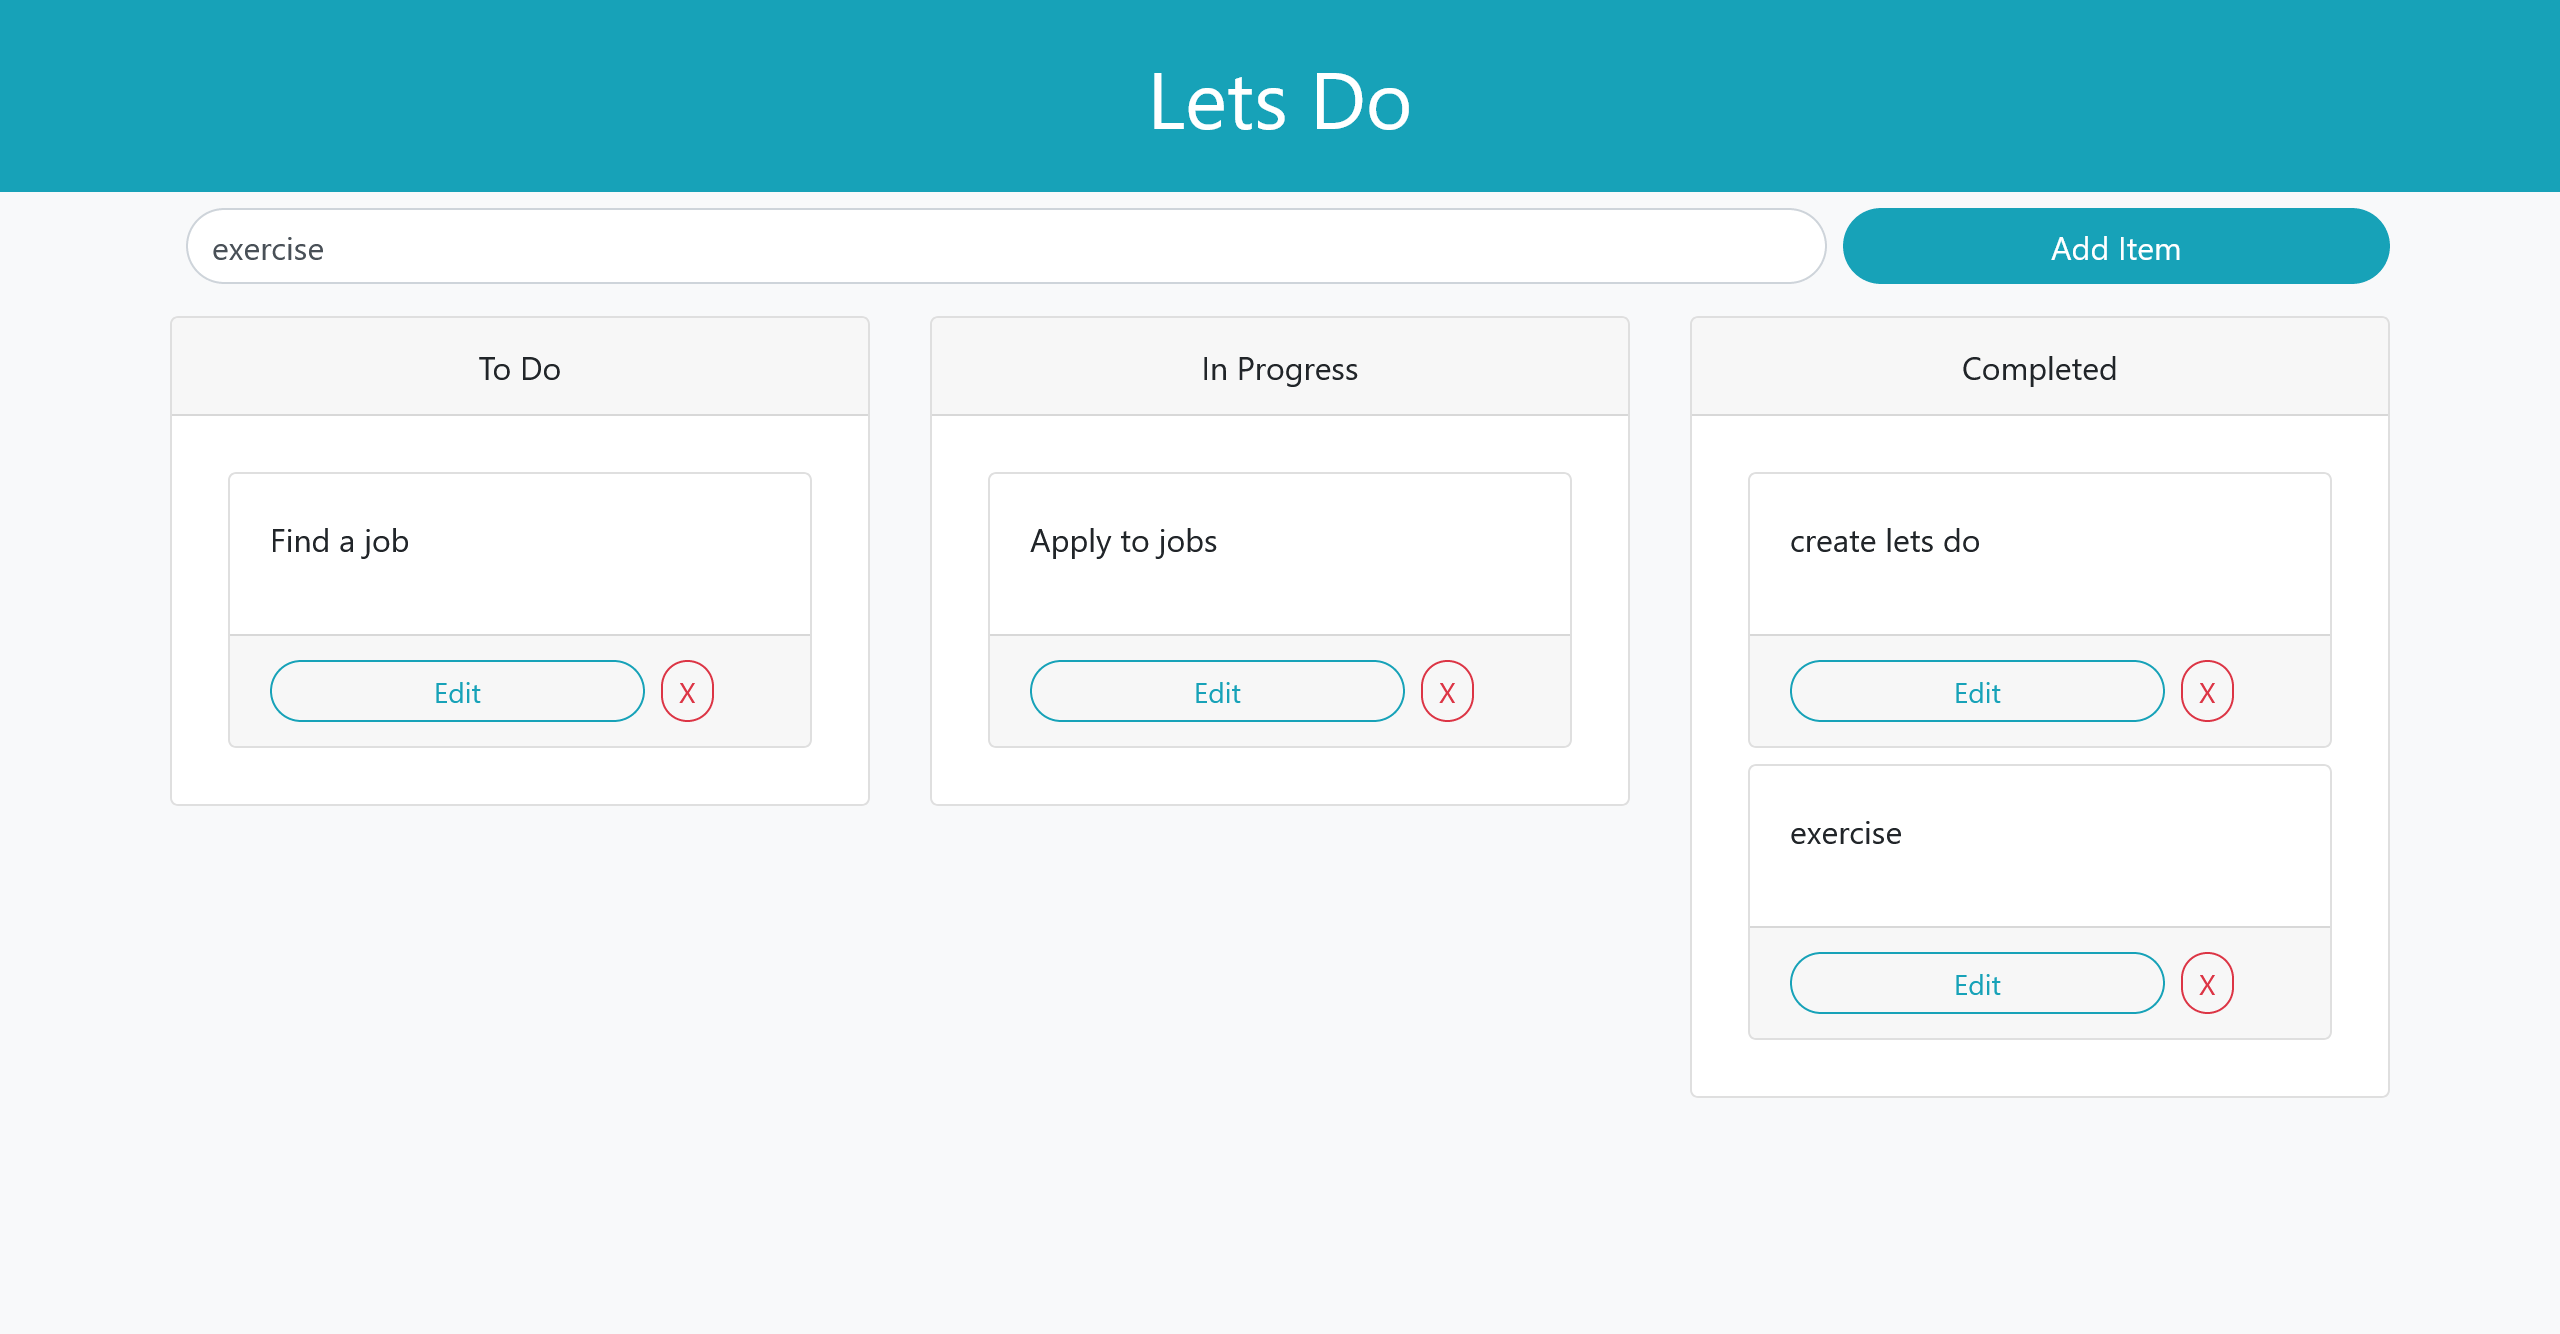 Lets Do
exercise
Add Item
To Do
Find a job
Edit
X
In Progress
Apply to jobs
Edit
X
Completed
create lets do
Edit
X
exercise
Edit
X